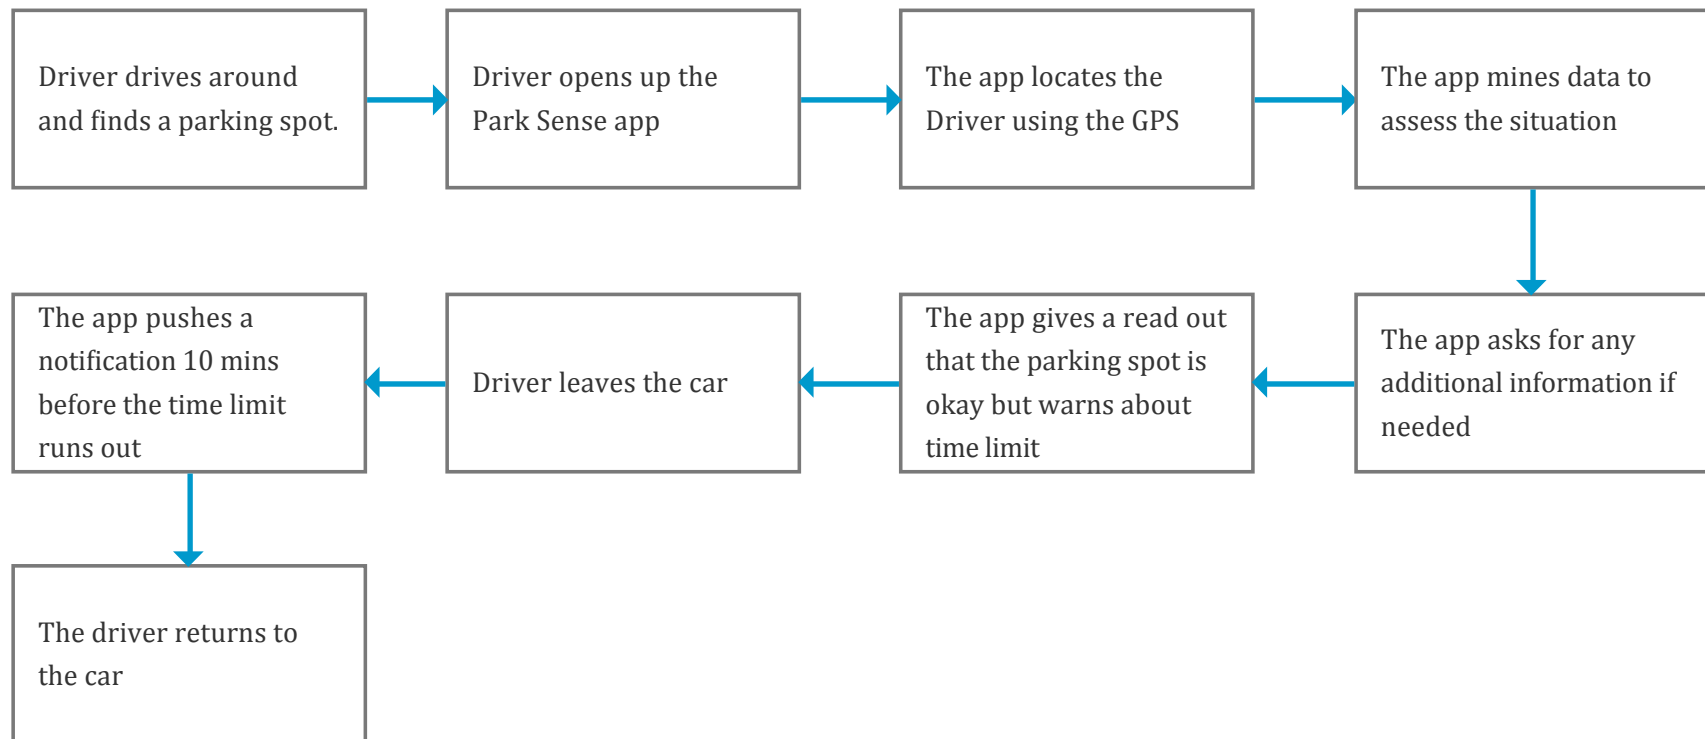 Driver drives around
and finds a parking spot.
Driver opens up the
Park Sense app
The app locates the
Driver using the GPS
The app mines data to
assess the situation
The app asks for any
additional information if
needed
The app gives a read out
that the parking spot is
okay but warns about
time limit
Driver leaves the car
The app pushes a
notification 10 mins
before the time limit
runs out
The driver returns to
the car